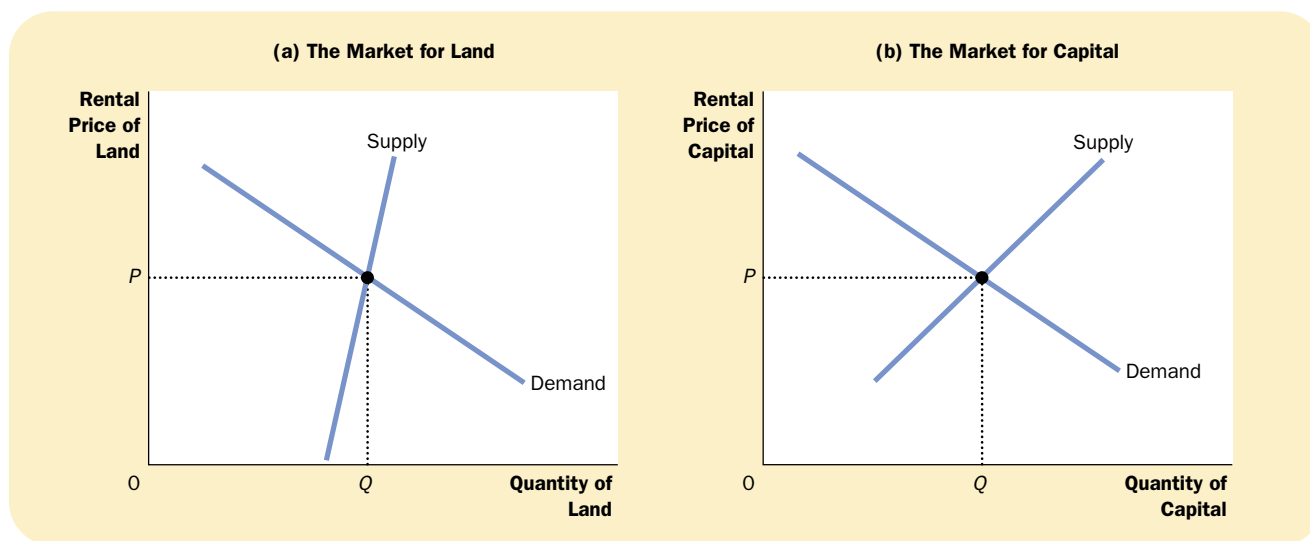 (a) The Market for Land
Rental
Price of
Land
Supply
P
Demand
0
Q
Quantity of
Land
(b) The Market for Capital
Rental
Price of
Capital
Supply
P
Demand
0
Q
Quantity of
Capital